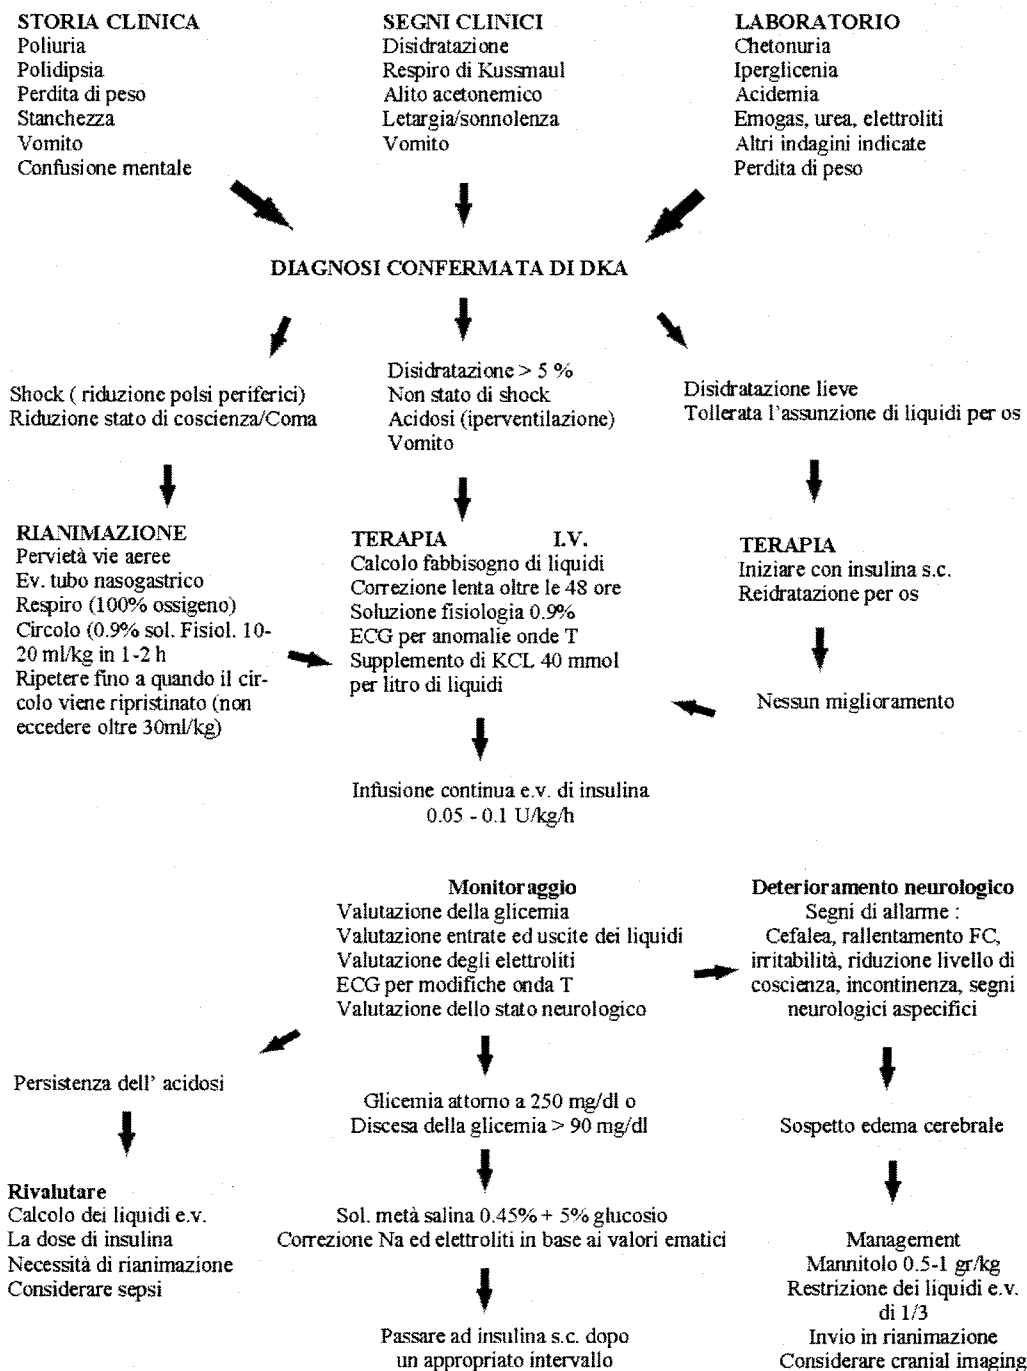 STORIA CLINICA
Poliuria
Polidipsia
Perdita di peso
Stanchezza
Vomito
Confusione mentale
SEGNI CLINICI
Disidratazione
Respiro di Kussmaul
Alito acetonemico
Letargia/sonnolenza
Vomito
LABORATORIO
Chetonuria
Iperglicenia
Acidemia
Emogas, urea, elettroliti
Altri indagini indicate
Perdita di peso
DIAGNOSI CONFERMATA DI DKA
Shock ( riduzione polsi periferici)
Riduzione stato di coscienza/Coma
Disidratazione > 5 %
Non stato di shock
Acidosi (iperventilazione)
Vomito
Disidratazione lieve
Tollerata l'assunzione di liquidi per os
RIANIMAZIONE
Pervietà vie aeree
Ev. tubo nasogastrico
Respiro (100% ossigeno)
Circolo (0.9% sol. Fisiol. 10-
20 ml/kg in 1-2 h
Ripetere fino a quando il cir-
colo viene ripristinato (non
eccedere oltre 30ml/kg)
TERAPIA I.V.
Calcolo fabbisogno di liquidi
Correzione lenta oltre le 48 ore
Soluzione fisiologia 0.9%
ECG per anomalie onde T
Supplemento di KCL 40 mmol
per litro di liquidi
TERAPIA
Iniziare con insulina s.c.
Reidratazione per os
Nessun miglioramento
Infusione continua e.v. di insulina
0.05 - 0.1 U/kg/h
Monitoraggio
Valutazione della glicemia
Valutazione entrate ed uscite dei liquidi
Valutazione degli elettroliti
ECG per modifiche onda T
Valutazione dello stato neurologico
Deterioramento neurologico
Segni di allarme :
Cefalea, rallentamento FC,
irritabilità, riduzione livello di
coscienza, incontinenza, segni
neurologici aspecifici
Persistenza dell' acidosi
Glicemia attorno a 250 mg/dl o
Discesa della glicemia > 90 mg/dl
Sospetto edema cerebrale
Rivalutare
Calcolo dei liquidi e.v.
La dose di insulina
Necessità di rianimazione
Considerare sepsi
Sol. metà salina 0.45% + 5% glucosio
Correzione Na ed elettroliti in base ai valori ematici
Management
Mannitolo 0.5-1 gr/kg
Restrizione dei liquidi e.v.
di 1/3
Invio in rianimazione
Considerare cranial imaging
Passare ad insulina s.c. dopo
un appropriato intervallo